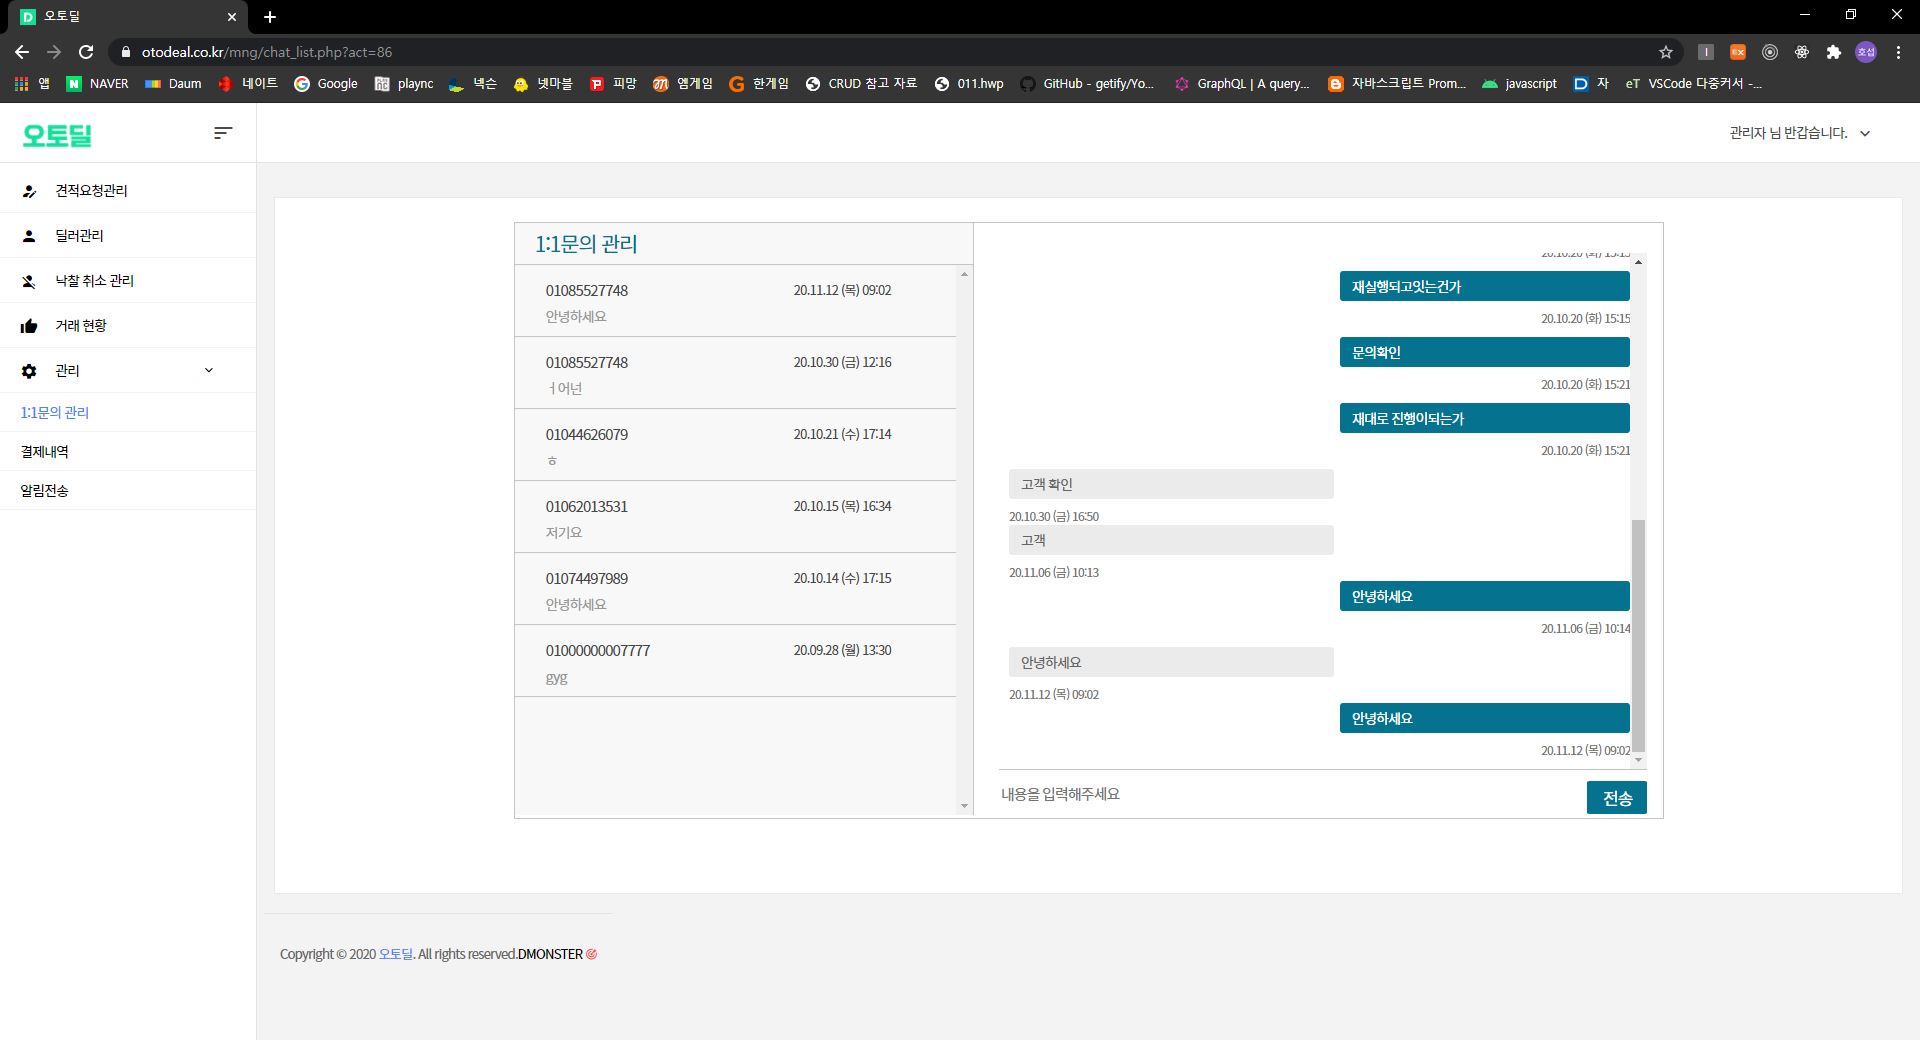 오토딜
otodeal.co.kr/mng/chat_list.php?act=86
호섭
앱
NAVER
Daum
네이트
Google
plaync
넥슨
넷마블
피망
엠게임
한게임
CRUD 참고 자료
011.hwp
GitHub - getify/Yo...
GraphQL | A query...
자바스크립트 Prom...
javascript
자
eT VSCode 다중커서 -...
오토딜
관리자 님 반갑습니다.
견적요청관리
딜러관리
낙찰 취소 관리
거래 현황
관리
1:1문의 관리
결제내역
알림전송
1:1문의 관리
01085527748 20.11.12 (목) 09:02
안녕하세요
01085527748 20.10.30 (금) 12:16
ㅓ어넌
01044626079 20.10.21 (수) 17:14
ㅎ
01062013531 20.10.15 (목) 16:34
저기요
01074497989 20.10.14 (수) 17:15
안녕하세요
01000000007777 20.09.28 (월) 13:30
gyg
20.10.20 (화) 15:15
재실행되고잇는건가
20.10.20 (화) 15:15
문의확인
20.10.20 (화) 15:21
재대로 진행이되는가
20.10.20 (화) 15:21
고객 확인
20.10.30 (금) 16:50
고객
20.11.06 (금) 10:13
안녕하세요
20.11.06 (금) 10:14
안녕하세요
20.11.12 (목) 09:02
안녕하세요
20.11.12 (목) 09:02
내용을 입력해주세요
전송
Copyright © 2020 오토딜. All rights reserved.DMONSTER